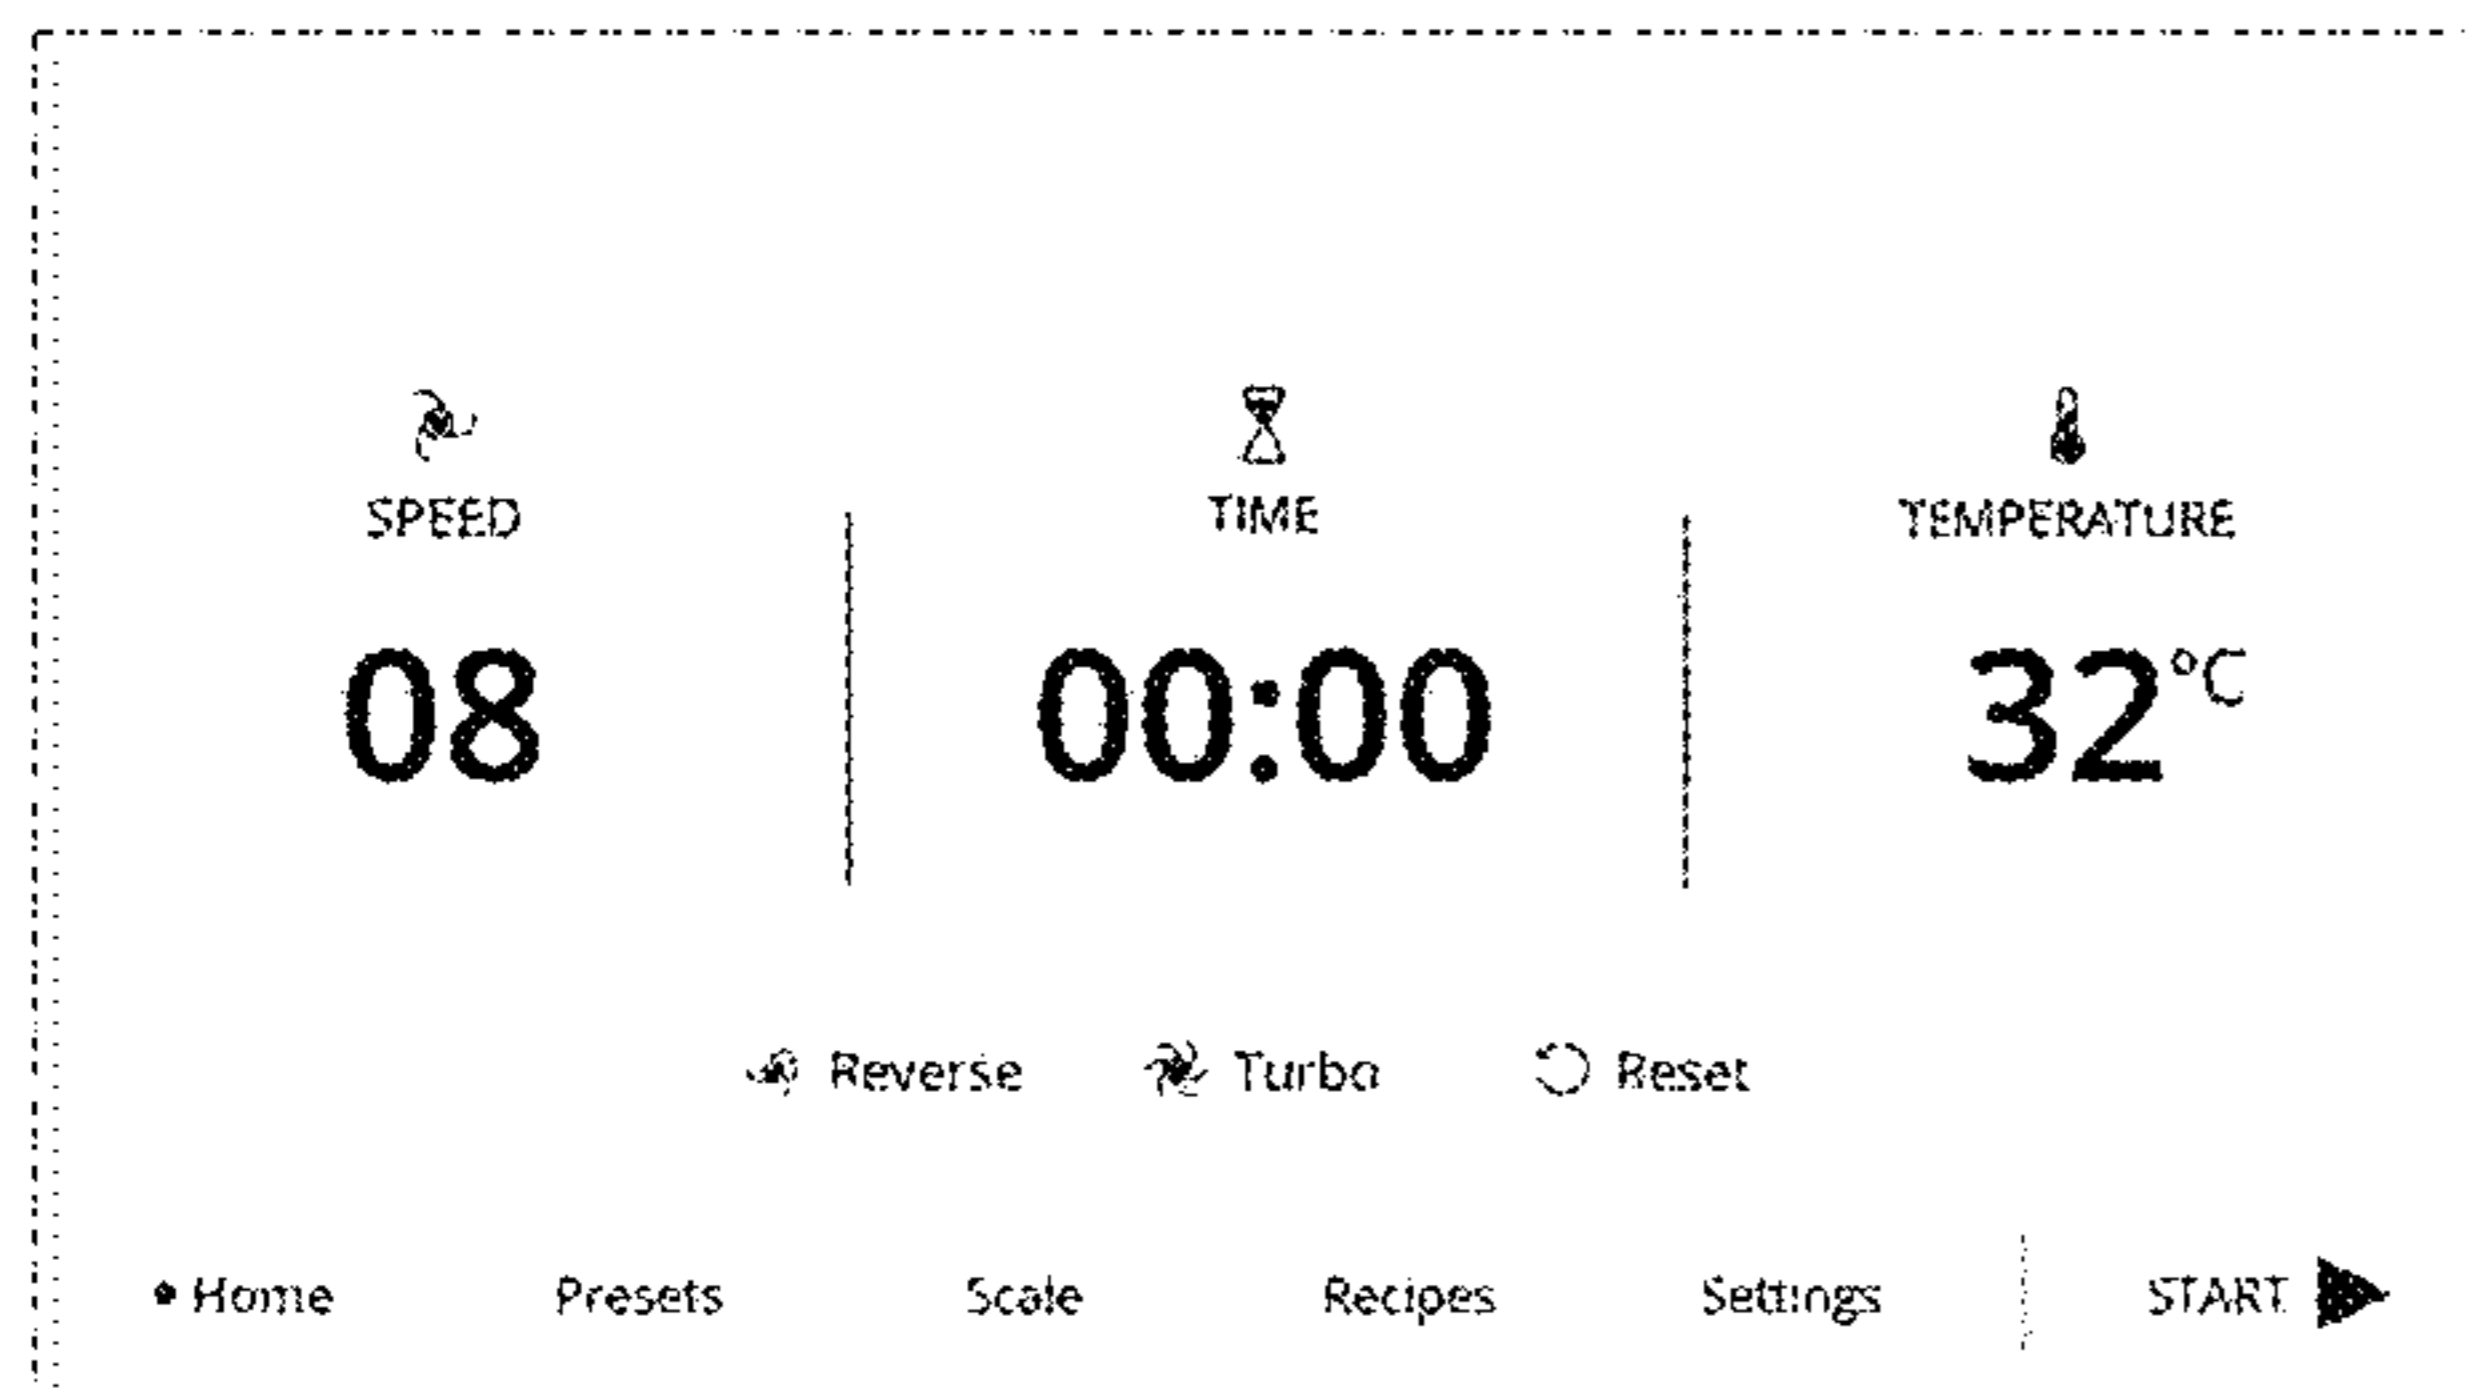 SPEED TIME TEMPERATURE
08 00:00 32°C
Reverse Turbo Reset
Home Presets Scale Recipes Settings START